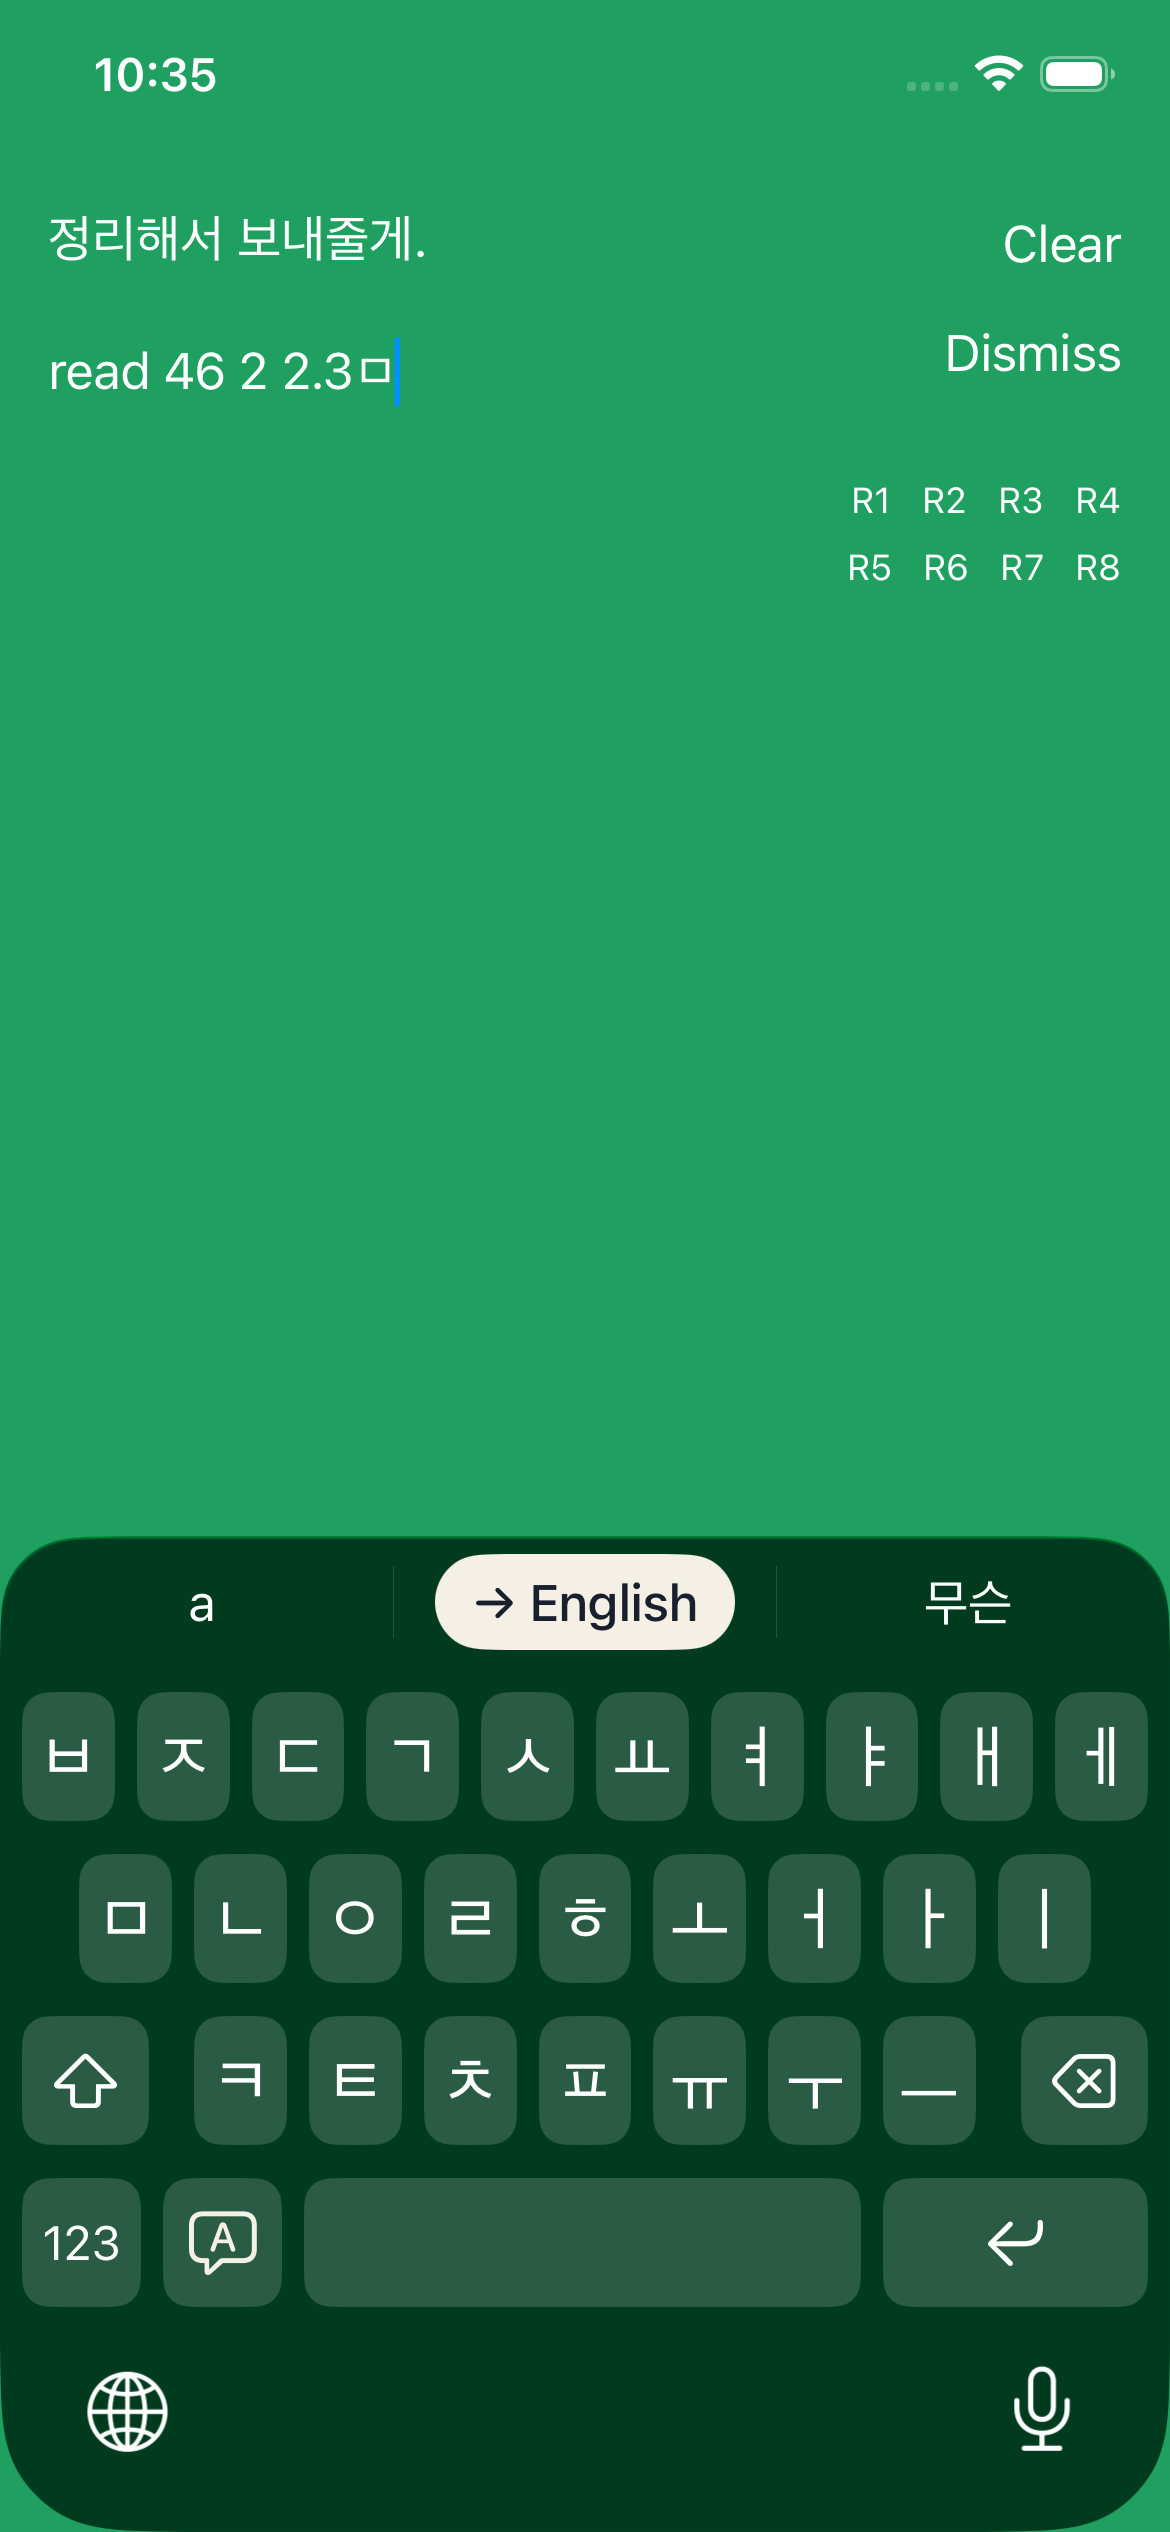 10:35
정리해서 보내줄게.
Clear
read 46 2 2.3ㅁ
Dismiss
R1 R2 R3 R4
R5 R6 R7 R8
a → English 무슨
ㅂ ㅈ ㄷ ㄱ ㅅ ㅛ ㅕ ㅑ ㅐ ㅔ
ㅁ ㄴ ㅇ ㄹ ㅎ ㅗ ㅓ ㅏ ㅣ
ㅋ ㅌ ㅊ ㅍ ㅠ ㅜ ㅡ
123 A